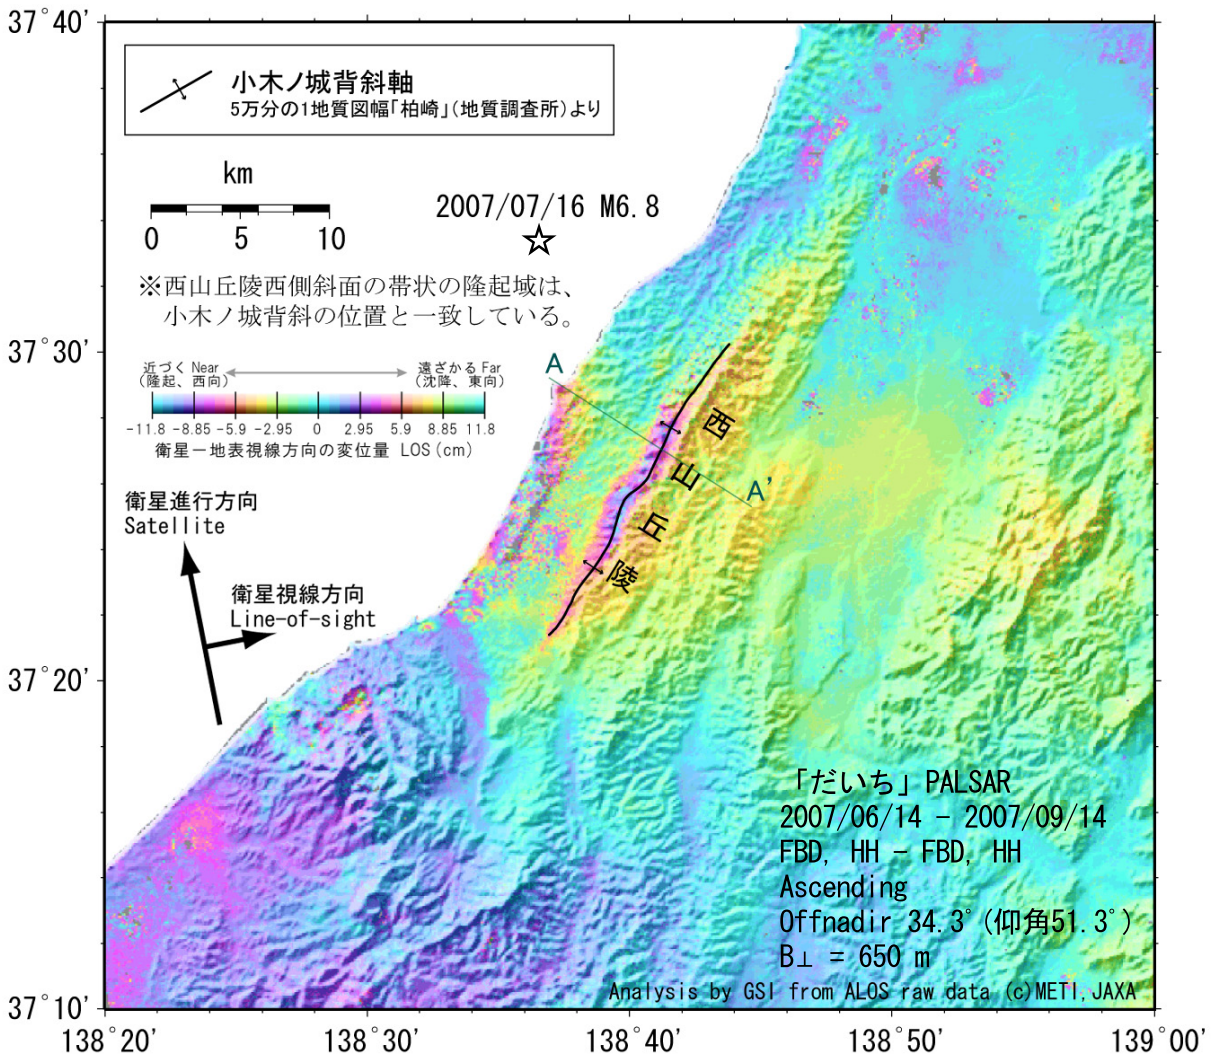 37°40'
小木ノ城背斜軸
5万分の1地質図幅「柏崎」(地質調査所)より
km
0 5 10
2007/07/16 M6.8
※西山丘陵西側斜面の帯状の隆起域は、
小木ノ城背斜の位置と一致している。
37°30'
近づく Near
(隆起、西向)
遠ざかる Far
(沈降、東向)
-11.8 -8.85 -5.9 -2.95 0 2.95 5.9 8.85 11.8
衛星－地表視線方向の変位量 LOS(cm)
A
A'
西
山
丘
陵
衛星進行方向
Satellite
衛星視線方向
Line-of-sight
37°20'
「だいち」PALSAR
2007/06/14 - 2007/09/14
FBD, HH - FBD, HH
Ascending
Offnadir 34.3°(仰角51.3°)
B⊥ = 650 m
Analysis by GSI from ALOS raw data (c)METI,JAXA
37°10'
138°20' 138°30' 138°40' 138°50' 139°00'